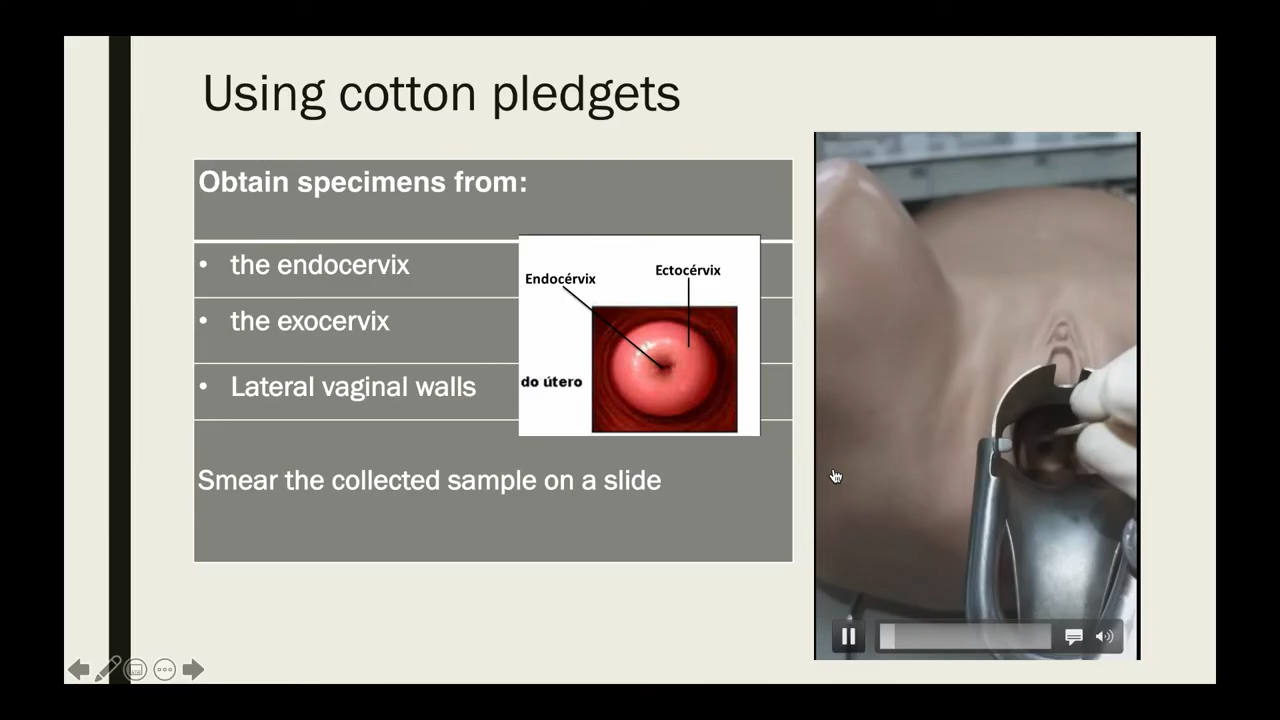 Using cotton pledgets
Obtain specimens from:
• the endocervix
• the exocervix
• Lateral vaginal walls
Smear the collected sample on a slide
Endocérvix
Ectocérvix
do útero